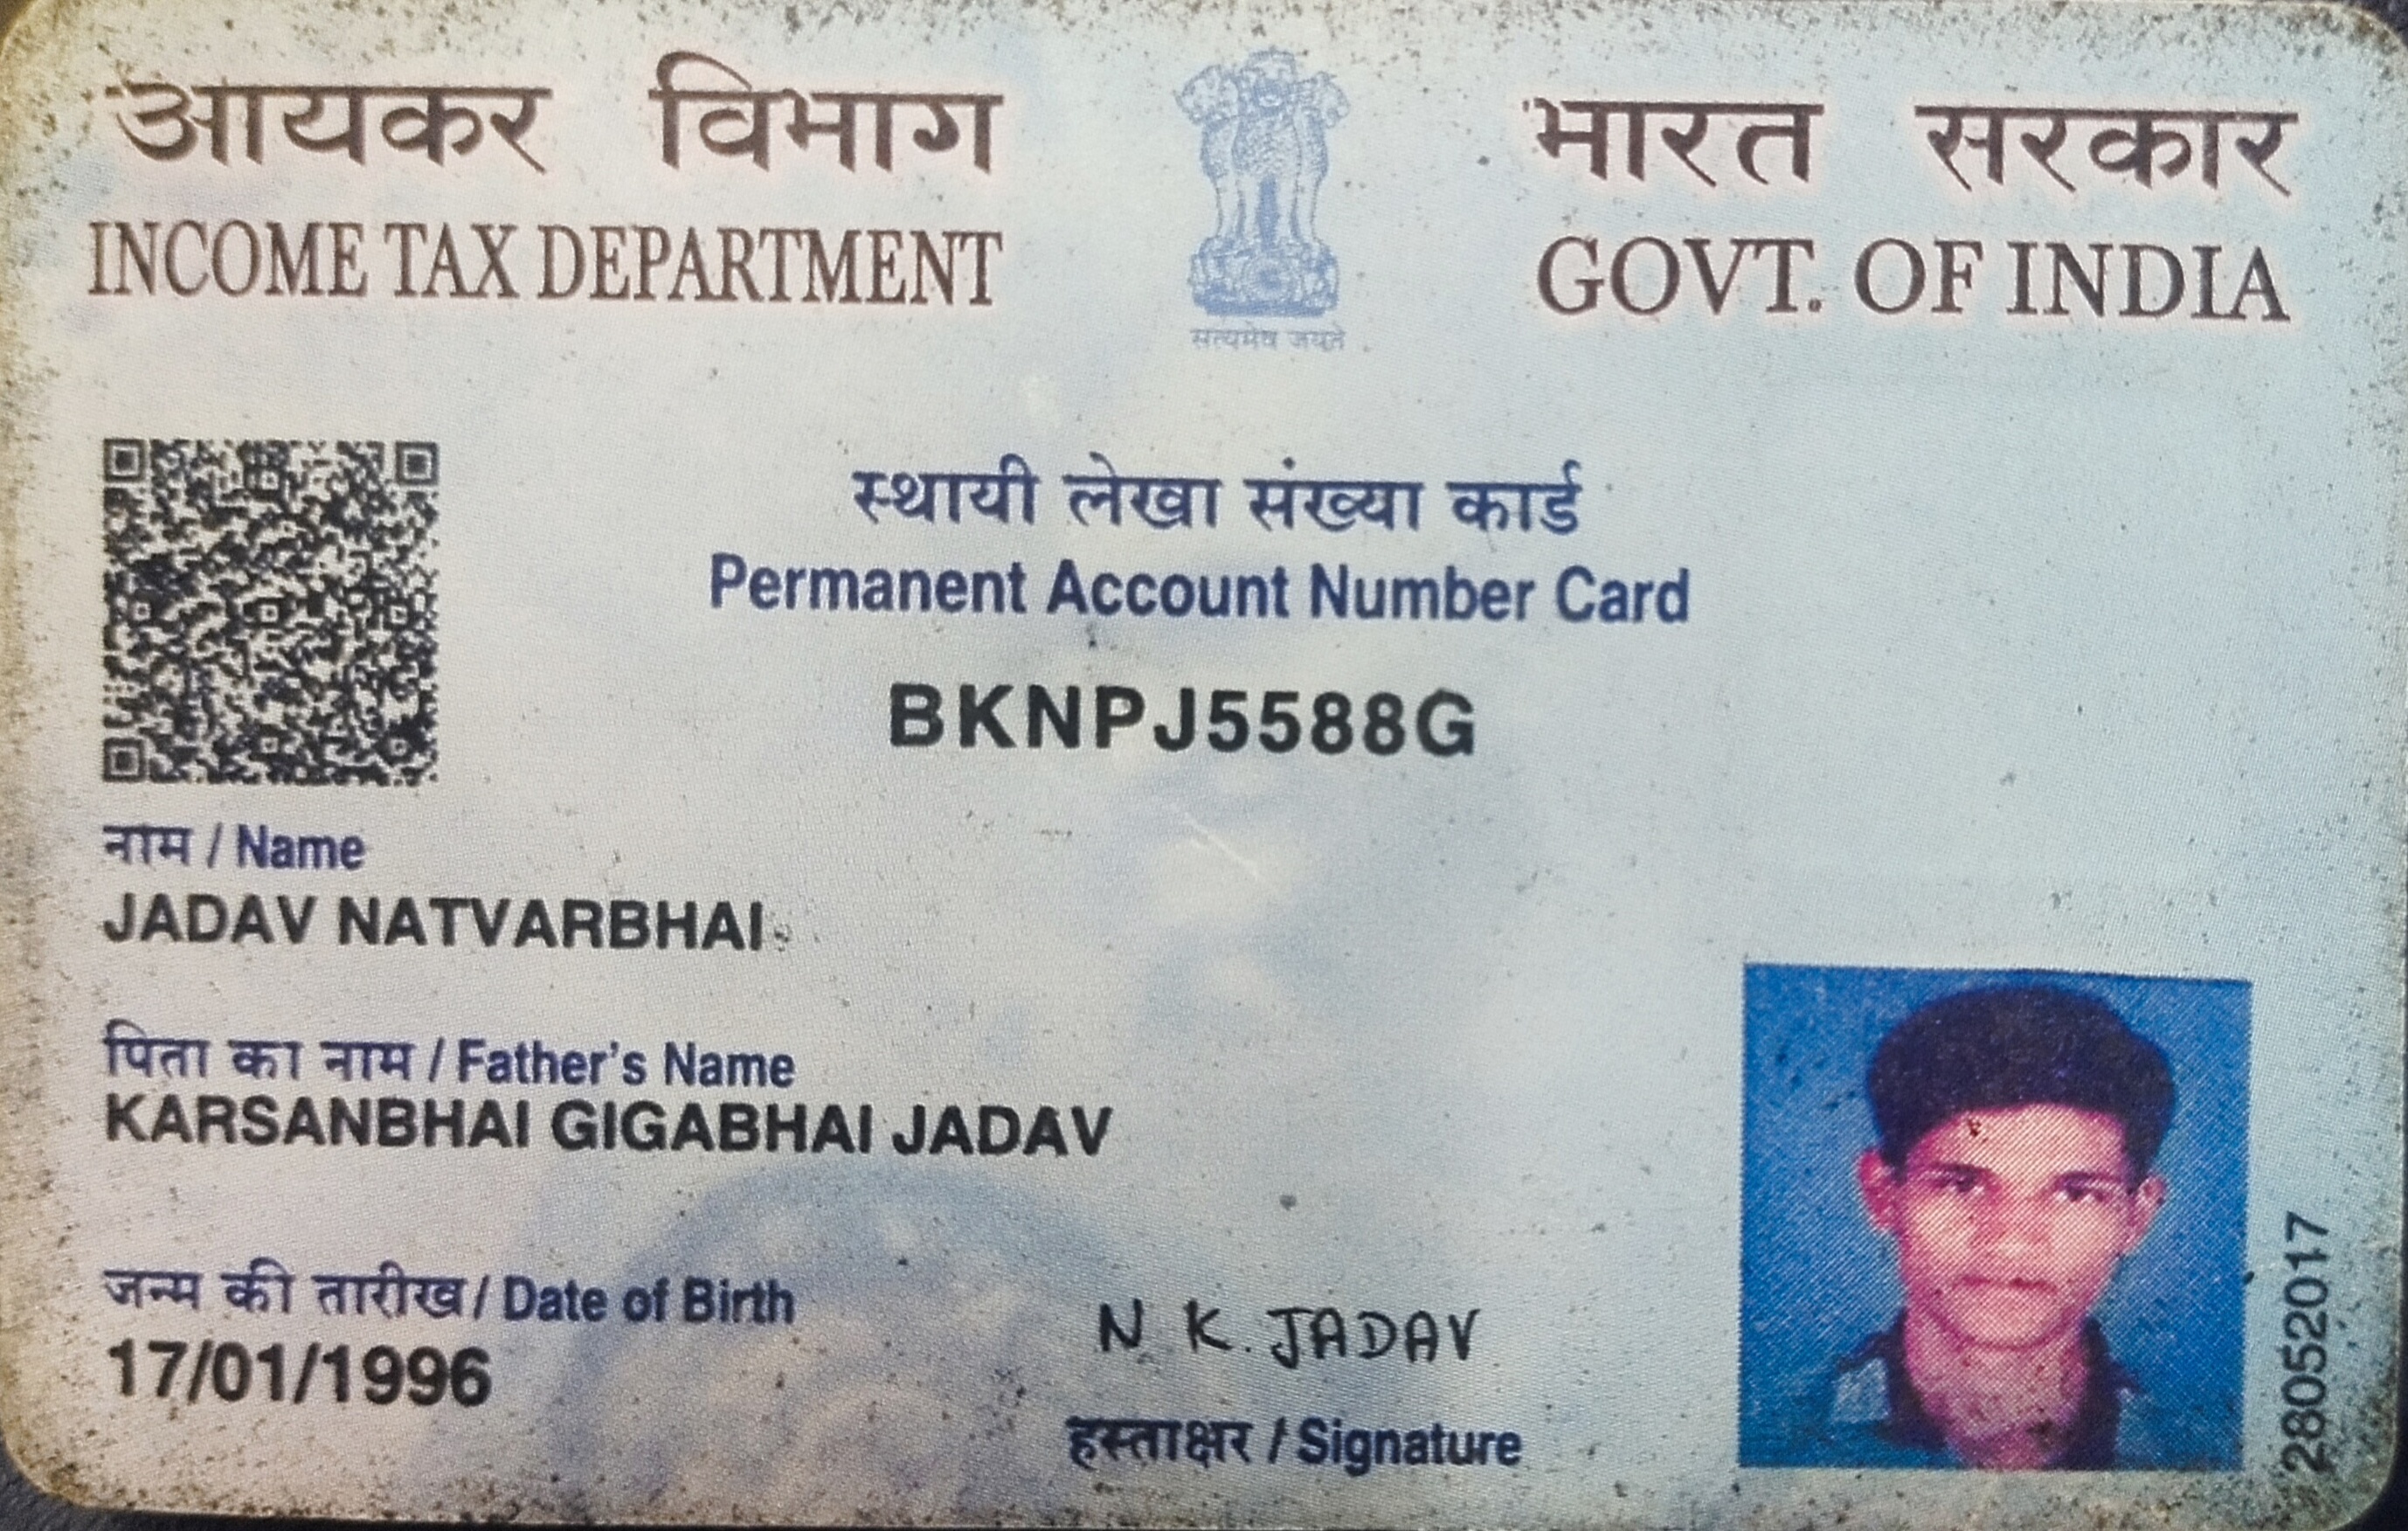 आयकर विभाग
INCOME TAX DEPARTMENT
सत्यमेव जयते
भारत सरकार
GOVT. OF INDIA
स्थायी लेखा संख्या कार्ड
Permanent Account Number Card
BKNPJ5588G
नाम / Name
JADAV NATVARBHAI
पिता का नाम / Father's Name
KARSANBHAI GIGABHAI JADAV
जन्म की तारीख / Date of Birth
17/01/1996
N K. JADAV
हस्ताक्षर / Signature
28052017